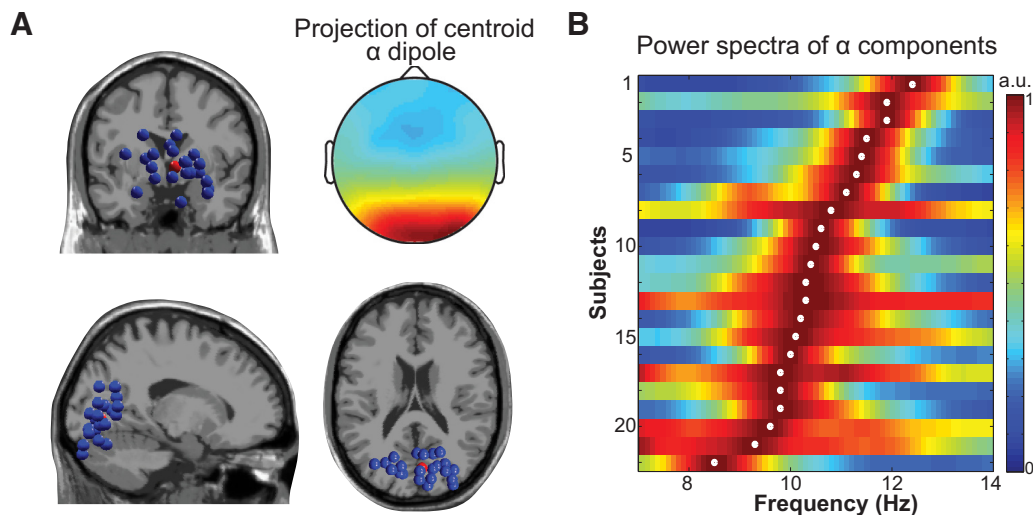 A
Projection of centroid
α dipole
B
Power spectra of α components
a.u.
1
0
Subjects
1
5
10
15
20
8
10
12
14
Frequency (Hz)